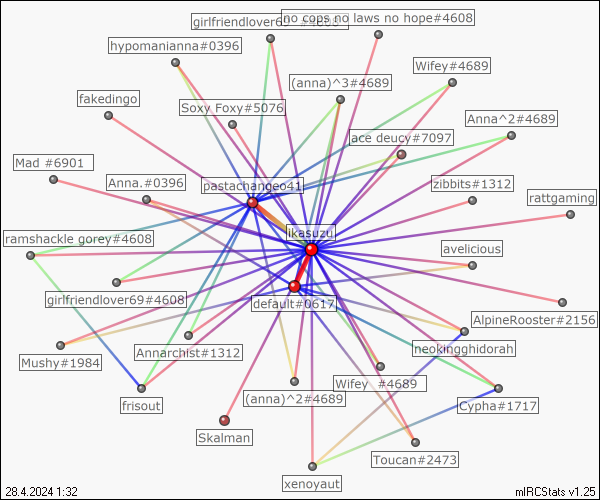 no cops no laws no hope#4608
girlfriendlover69
hypomanianna#0396
Wifey#4689
(anna)^3#4689
fakedingo
Soxy Foxy#5076
Anna^2#4689
ace deucy#7097
Mad #6901
Anna.#0396
pastachangeo41
zibbits#1312
rattgaming
ikasuzu
ramshackle gorey#4608
avelicious
girlfriendlover69#4608
default#0617
AlpineRooster#2156
neokingghidorah
Mushy#1984
Annarchist#1312
Wifey #4689
(anna)^2#4689
frisout
Cypha#1717
Skalman
Toucan#2473
xenoyaut
28.4.2024 1:32
mIRCStats v1.25